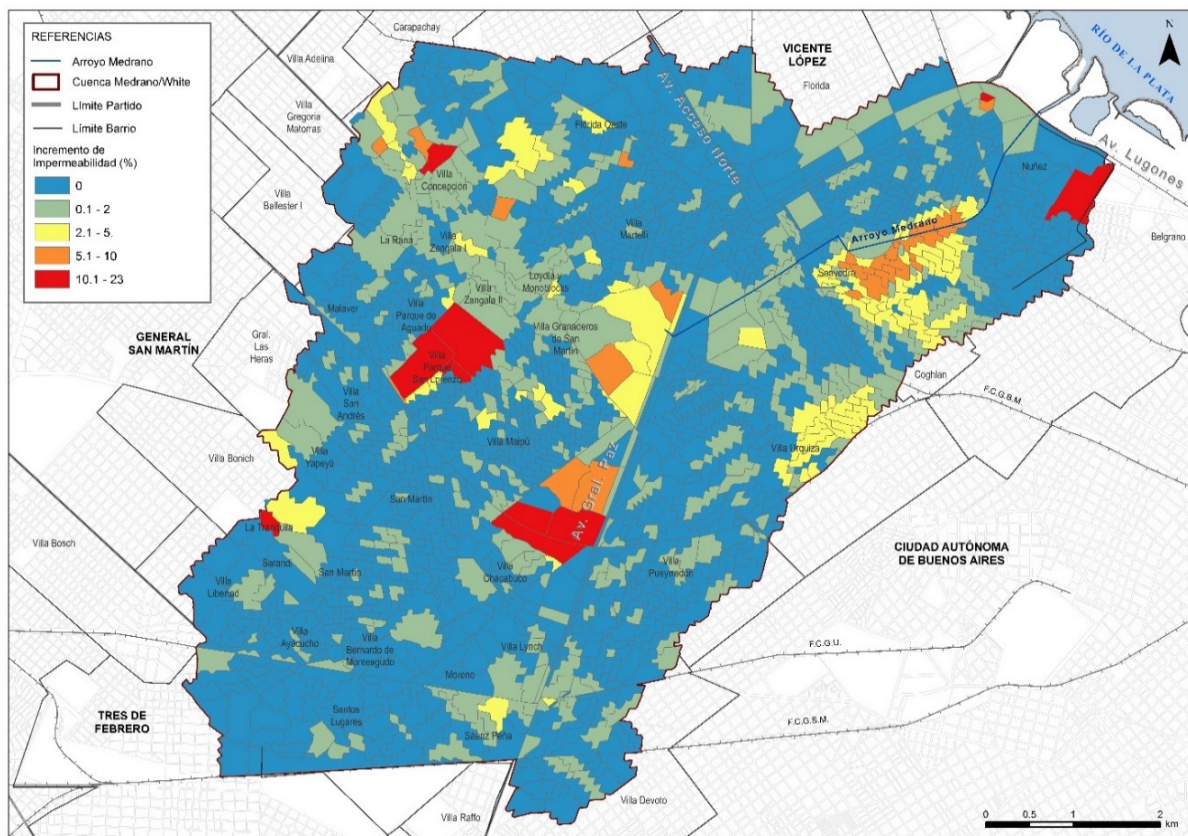 REFERENCIAS
Arroyo Medrano
Cuenca Medrano/White
Límite Partido
Límite Barrio
Incremento de
Impermeabilidad (%)
0
0.1 - 2
2.1 - 5.
5.1 - 10
10.1 - 23
Carapachay
Villa Adelina
Villa
Gregoria
Matorras
Villa
Ballester I
VICENTE
LÓPEZ
Florida
RÍO DE LA PLATA
N
Av. Lugones
Av. Acceso Norte
Florida Oeste
Villa
Concepción
La Rana
Villa
Zangala I
Villa
Martelli
Nuñez
Belgrano
Arroyo Medrano
Saavedra
Loyola y
Monoblocks
Villa
Zangala II
Malaver
Villa
Parque de
Aguado
Villa Granaderos
de San
Martín
Villa
Parque
San Lorenzo
GENERAL
SAN MARTÍN
Gral.
Las
Heras
Villa
San
Andrés
Coghlan
F.C.G.B.M.
Villa Maipú
Villa Urquiza
Villa Bonich
Villa
Yapeyú
Av. Gral. Paz
San Martín
La Tranquila
Villa Bosch
Sarandí
San Martín
Villa
Libertad
Villa
Chacabuco
Villa
Pueyrredón
CIUDAD AUTÓNOMA
DE BUENOS AIRES
Villa
Ayacucho
Villa
Bernardo de
Monteagudo
Villa Lynch
F.C.G.U.
Moreno
TRES DE
FEBRERO
Santos
Lugares
Sáenz Peña
F.C.G.S.M.
Villa Raffo
Villa Devoto
0 0.5 1 2
km